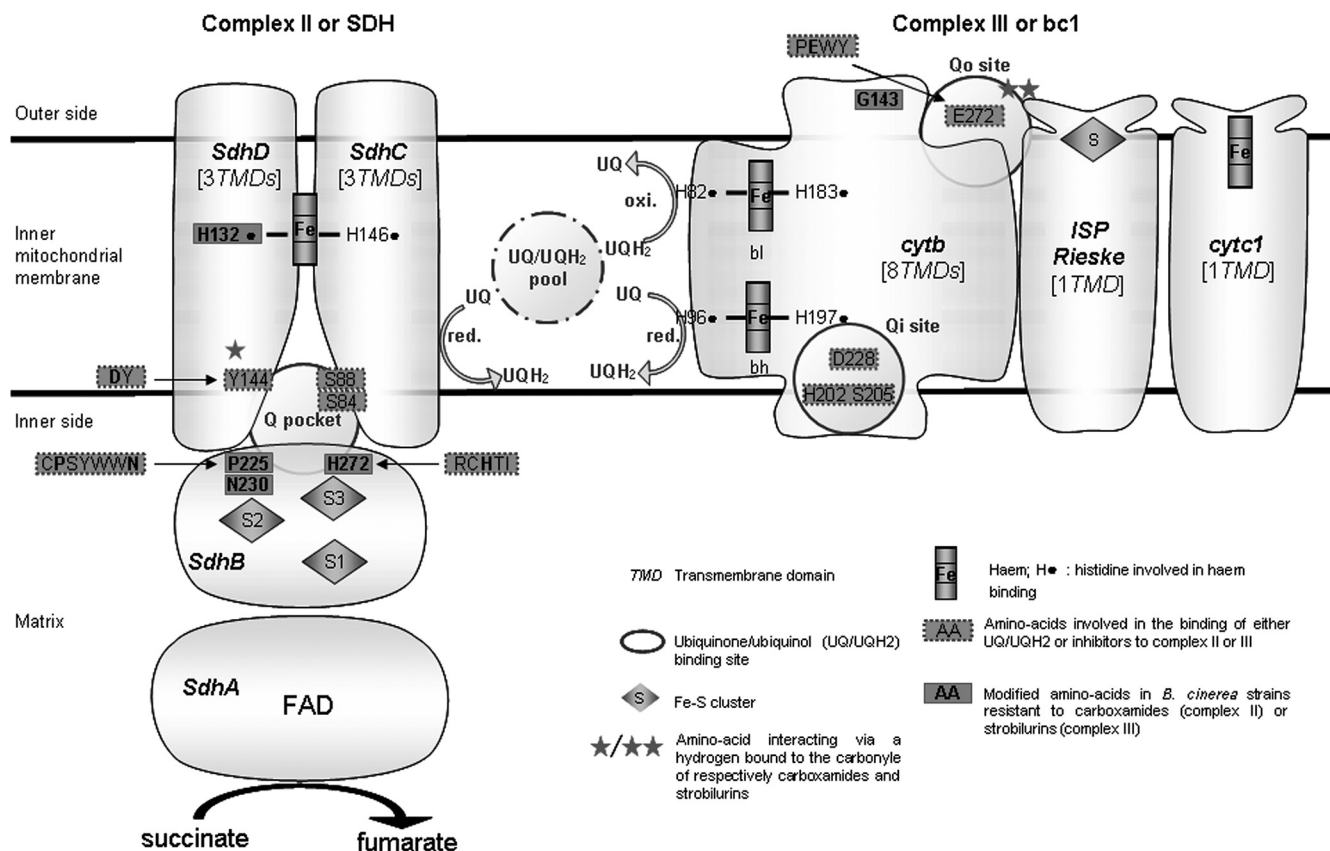 Complex II or SDH
Complex III or bc1
PEWY
Qo site
G143
E272
Outer side
SdhD
[3TMDs]
SdhC
[3TMDs]
UQ
oxi.
UQH2
H82
Fe
H183
bl
S
Fe
Inner
mitochondrial
membrane
H132
Fe
H146
UQ/UQH2
pool
cytb
[8TMDs]
ISP
Rieske
[1TMD]
cytc1
[1TMD]
UQ
red.
UQH2
UQ
red.
UQH2
H96
Fe
H197
bh
Qi site
D228
H202 S205
DY
Y144
S88
S84
Inner side
Q pocket
CPSYWWN
P225
N230
H272
RCHTI
S2
S3
S1
SdhB
Matrix
SdhA
FAD
succinate
fumarate
TMD Transmembrane domain
Ubiquinone/ubiquinol (UQ/UQH2)
binding site
S
Fe-S cluster
Amino-acid interacting via a
hydrogen bound to the carbonyle
of respectively carboxamides and
strobilurins
Fe
Haem; H• : histidine involved in haem
binding
AA
Amino-acids involved in the binding of either
UQ/UQH2 or inhibitors to complex II or III
AA
Modified amino-acids in B. cinerea strains
resistant to carboxamides (complex II) or
strobilurins (complex III)